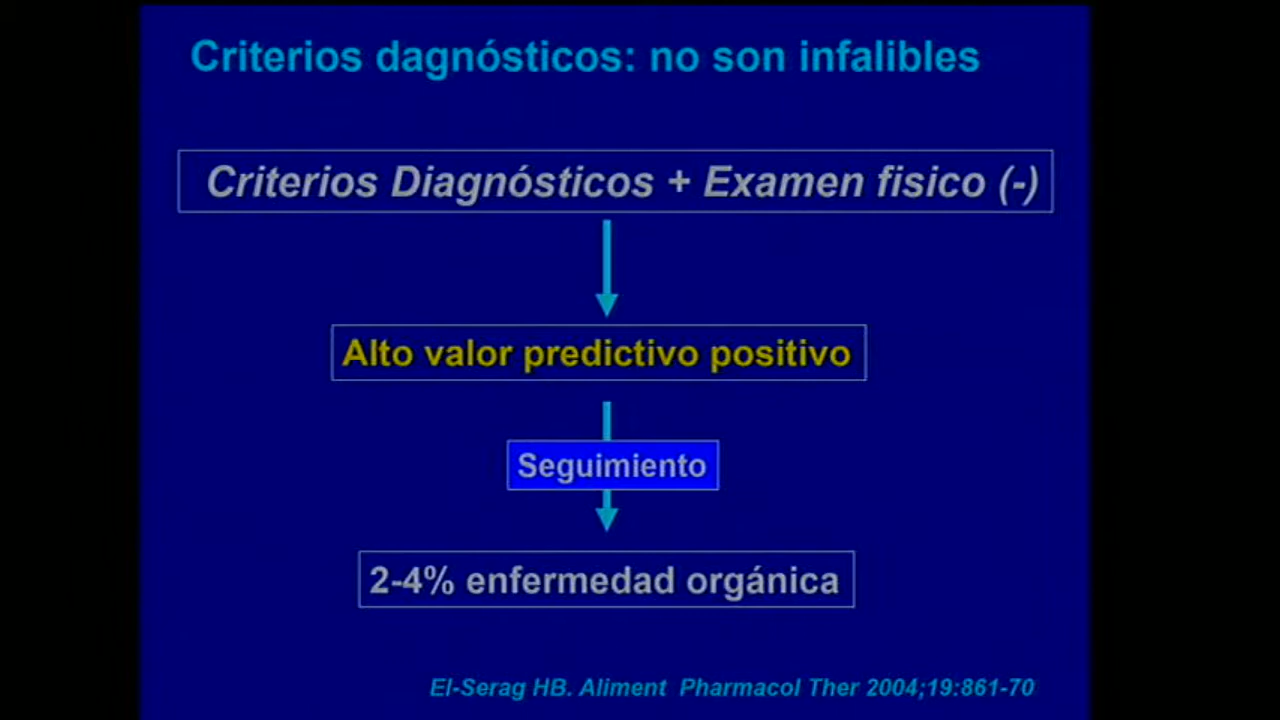 Criterios dagnósticos: no son infalibles
Criterios Diagnósticos + Examen fisico (-)
Alto valor predictivo positivo
Seguimiento
2-4% enfermedad orgánica
El-Serag HB. Aliment Pharmacol Ther 2004;19:861-70